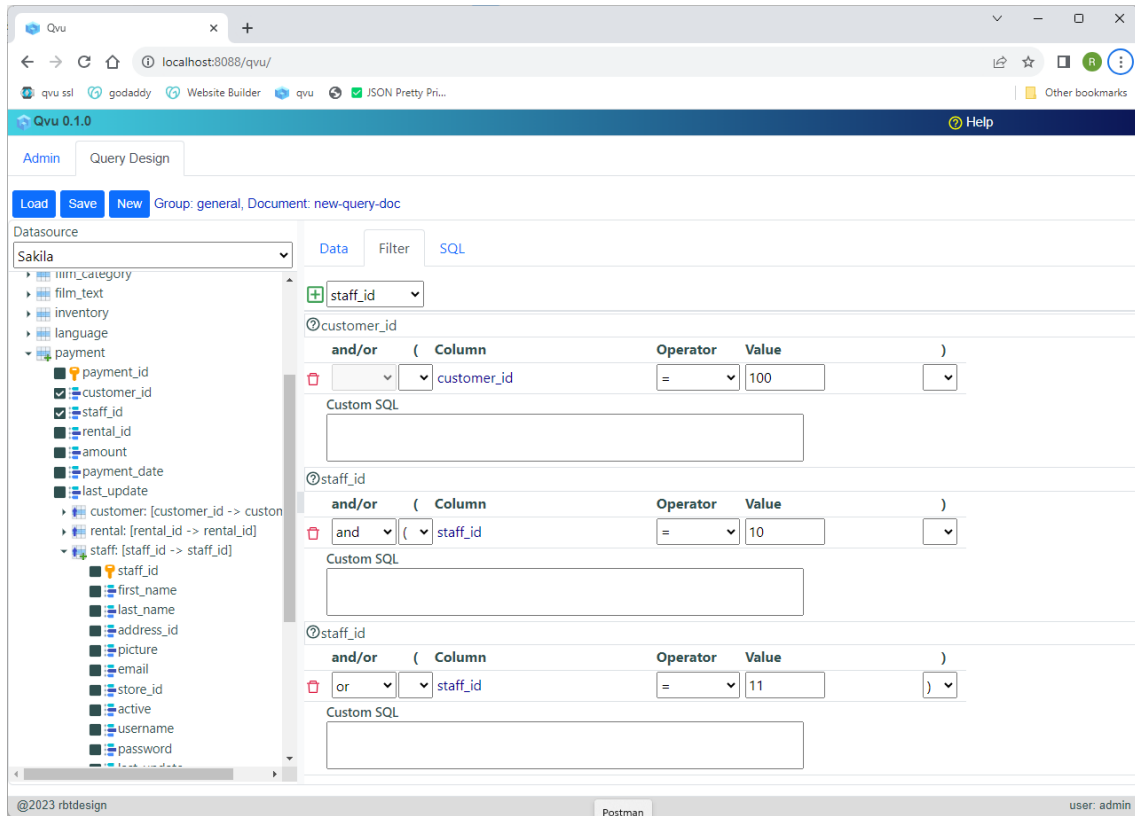 Qvu
localhost:8088/qvu/
R
qvu ssl godaddy Website Builder qvu JSON Pretty Pri... Other bookmarks
Qvu 0.1.0 Help
Admin Query Design
Load Save New Group: general, Document: new-query-doc
Datasource
Sakila
film_category
film_text
inventory
language
payment
payment_id
customer_id
staff_id
rental_id
amount
payment_date
last_update
customer: [customer_id -> custon
rental: [rental_id -> rental_id]
staff: [staff_id -> staff_id]
staff_id
first_name
last_name
address_id
picture
email
store_id
active
username
password
last_update
Data Filter SQL
staff_id
customer_id
and/or ( Column Operator Value )
customer_id = 100
Custom SQL
staff_id
and/or ( Column Operator Value )
and ( staff_id = 10
Custom SQL
staff_id
and/or ( Column Operator Value )
or staff_id = 11 )
Custom SQL
@2023 rbtdesign
Postman
user: admin